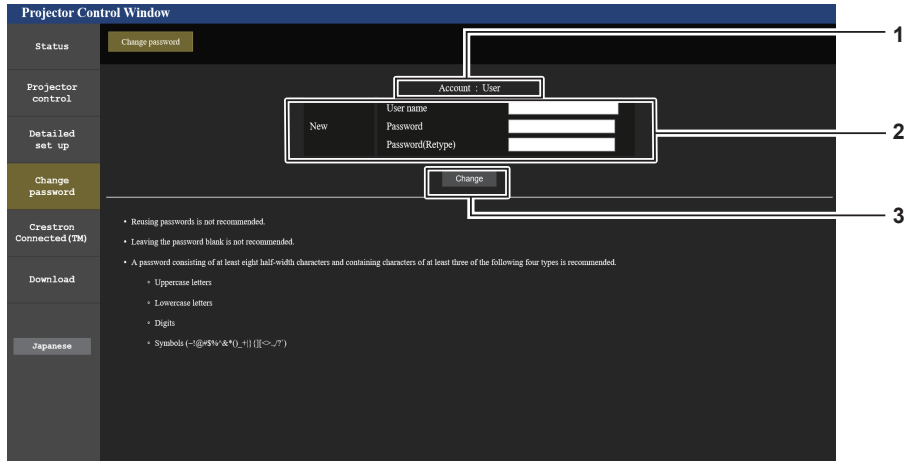 Projector Control Window
Status
Projector
control
Detailed
set up
Change
password
Crestron
Connected(TM)
Download
Japanese
Change password
Account : User
New
User name
Password
Password(Retype)
Change
• Reusing passwords is not recommended.
• Leaving the password blank is not recommended.
• A password consisting of at least eight half-width characters and containing characters of at least three of the following four types is recommended.
◦ Uppercase letters
◦ Lowercase letters
◦ Digits
◦ Symbols (~!@#$%^&*()_+|}{][<>.,/?`)
1
2
3